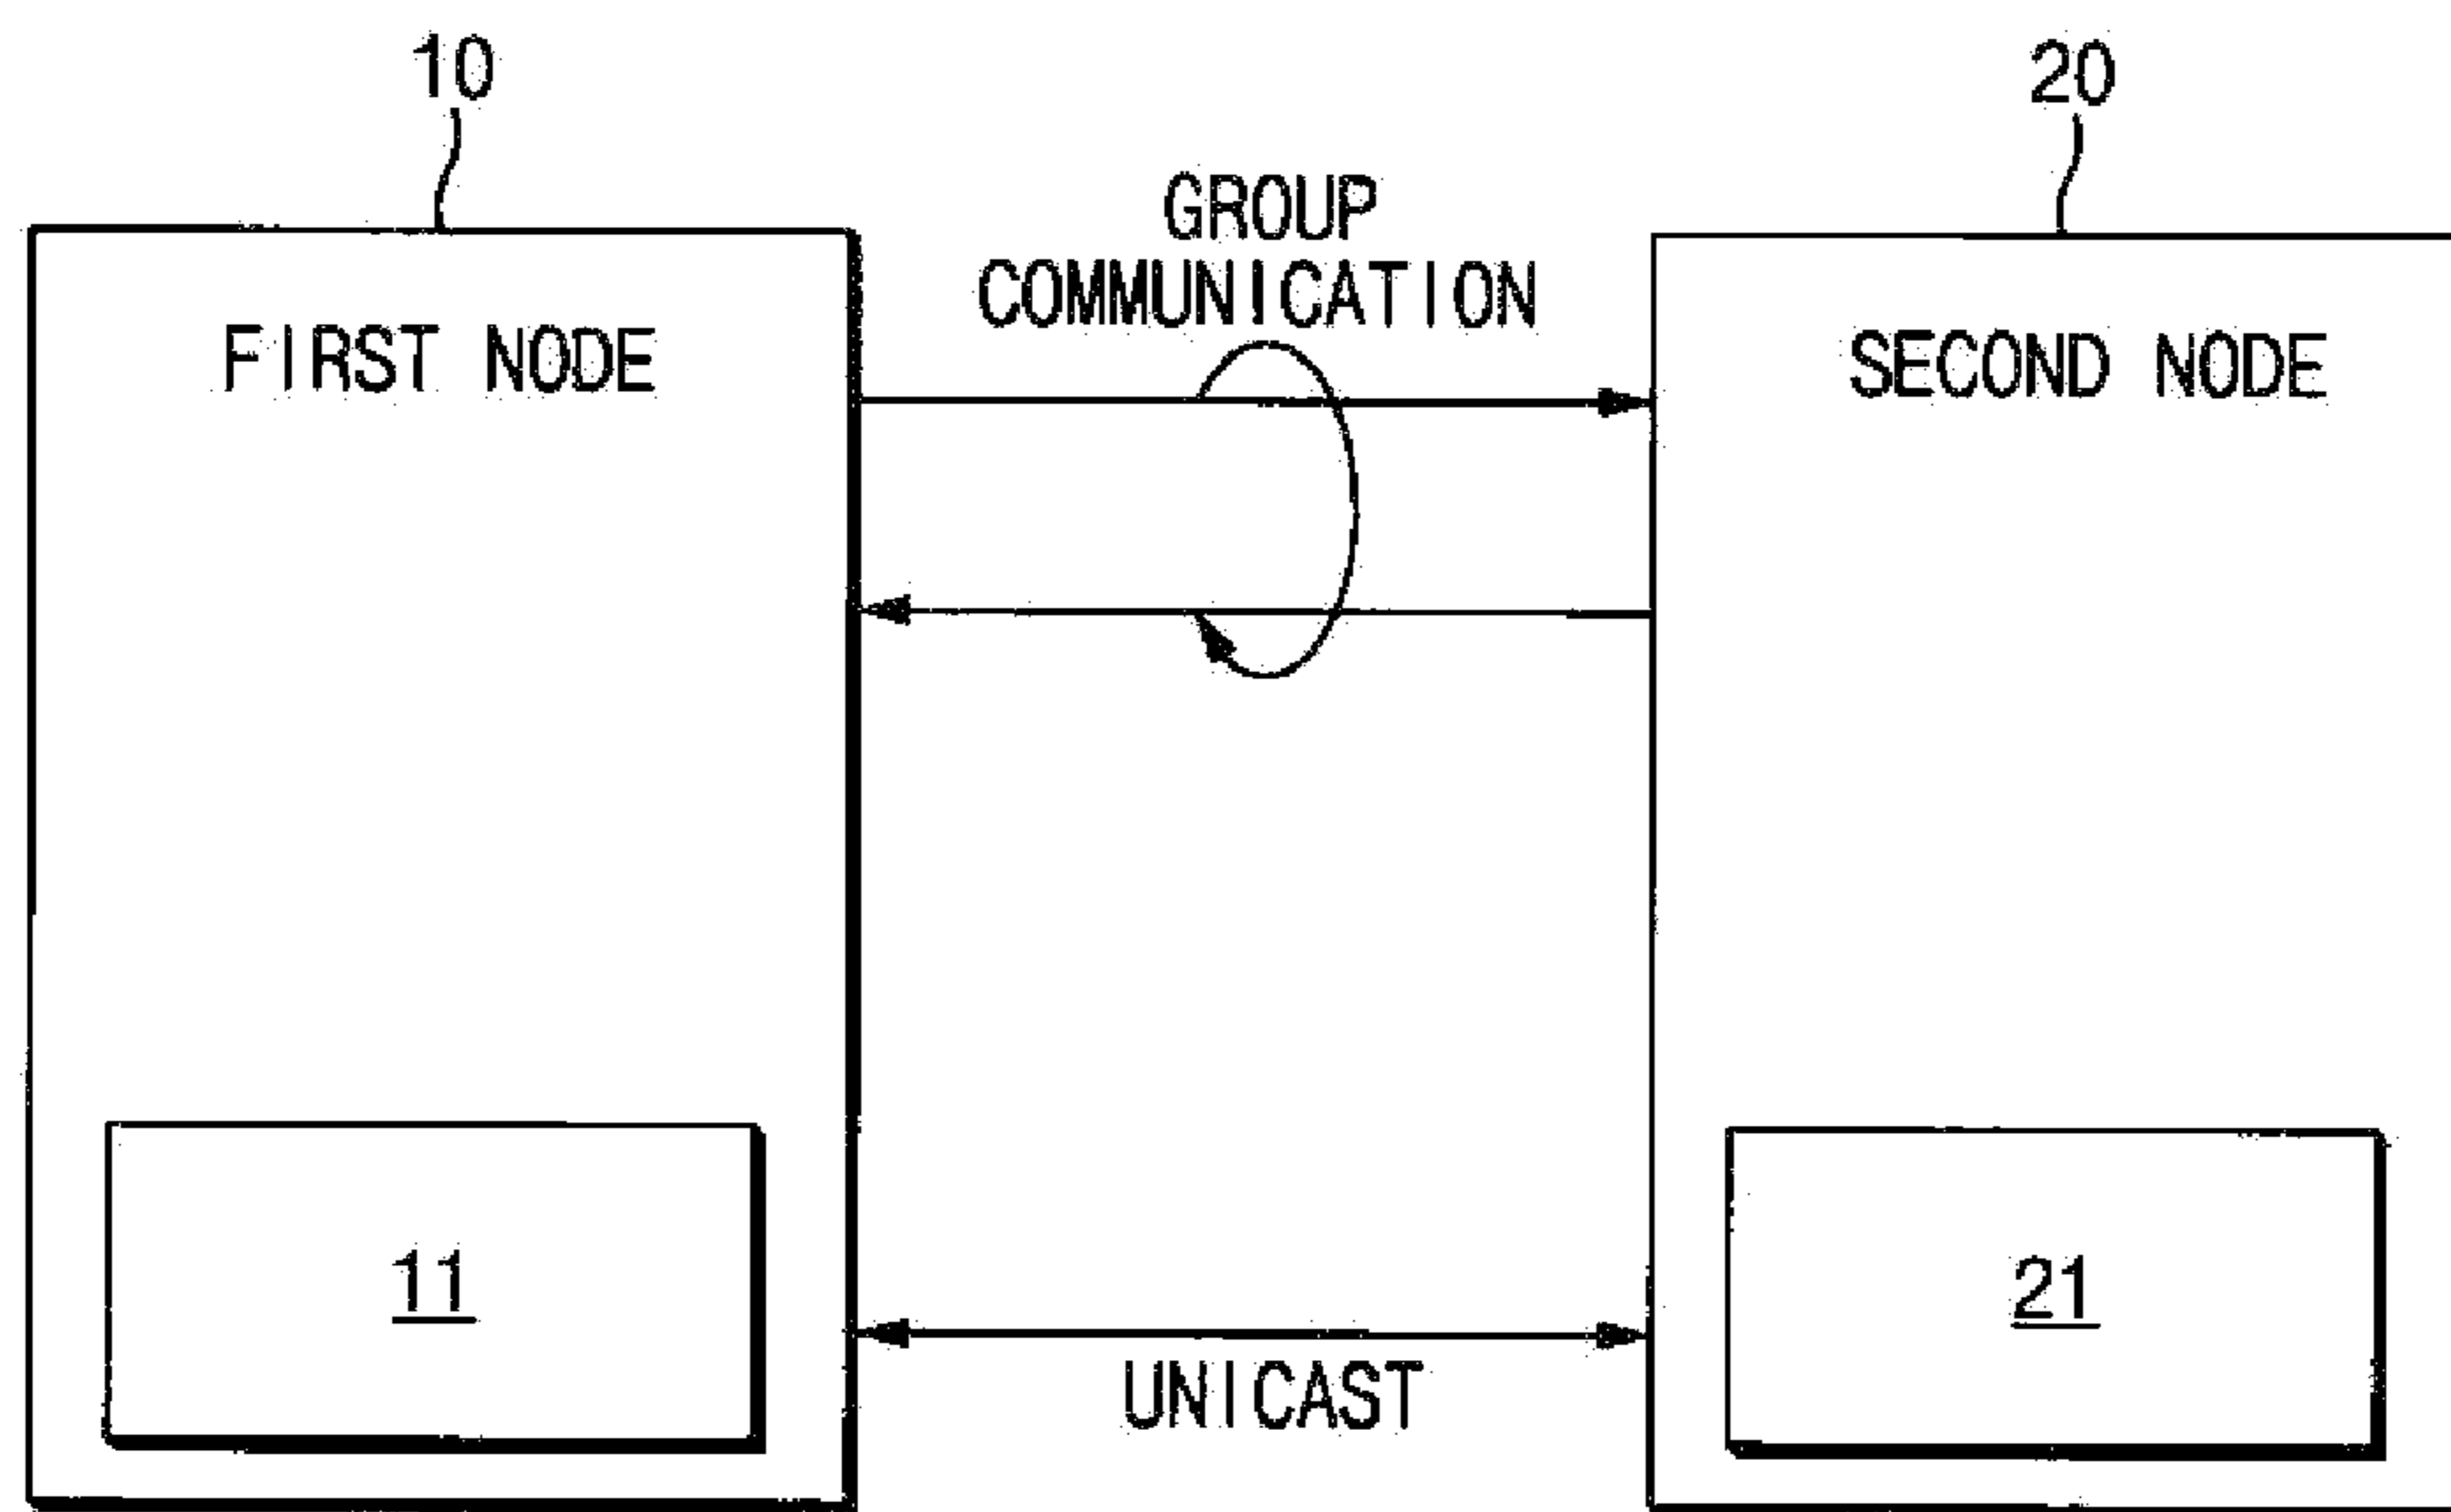 10
20
GROUP
COMMUNICATION
FIRST NODE
SECOND NODE
11
21
UNICAST